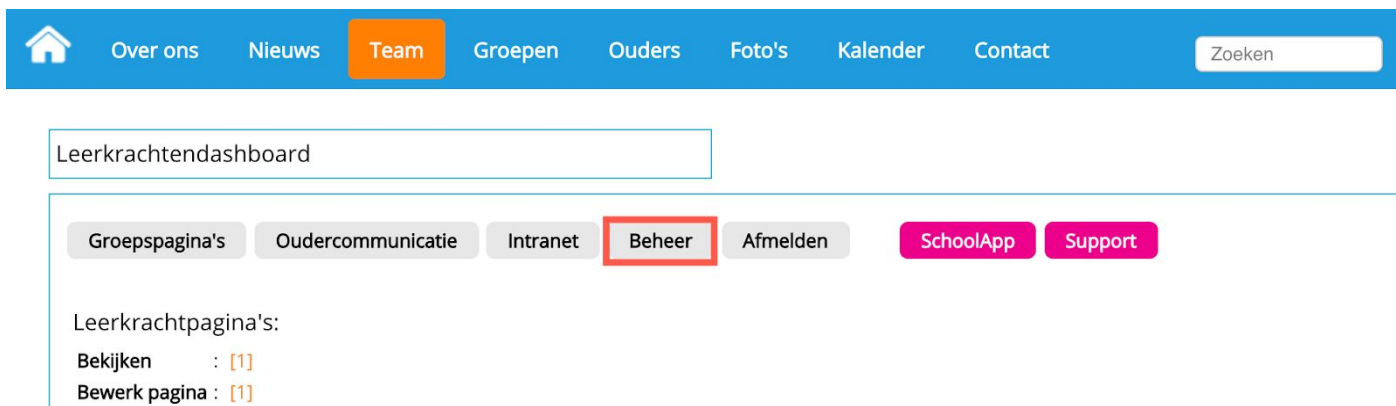 Over ons Nieuws Team Groepen Ouders Foto's Kalender Contact Zoeken
Leerkrachtendashboard
Groepspagina's Oudercommunicatie Intranet Beheer Afmelden SchoolApp Support
Leerkrachtpagina's:
Bekijken : [1]
Bewerk pagina : [1]